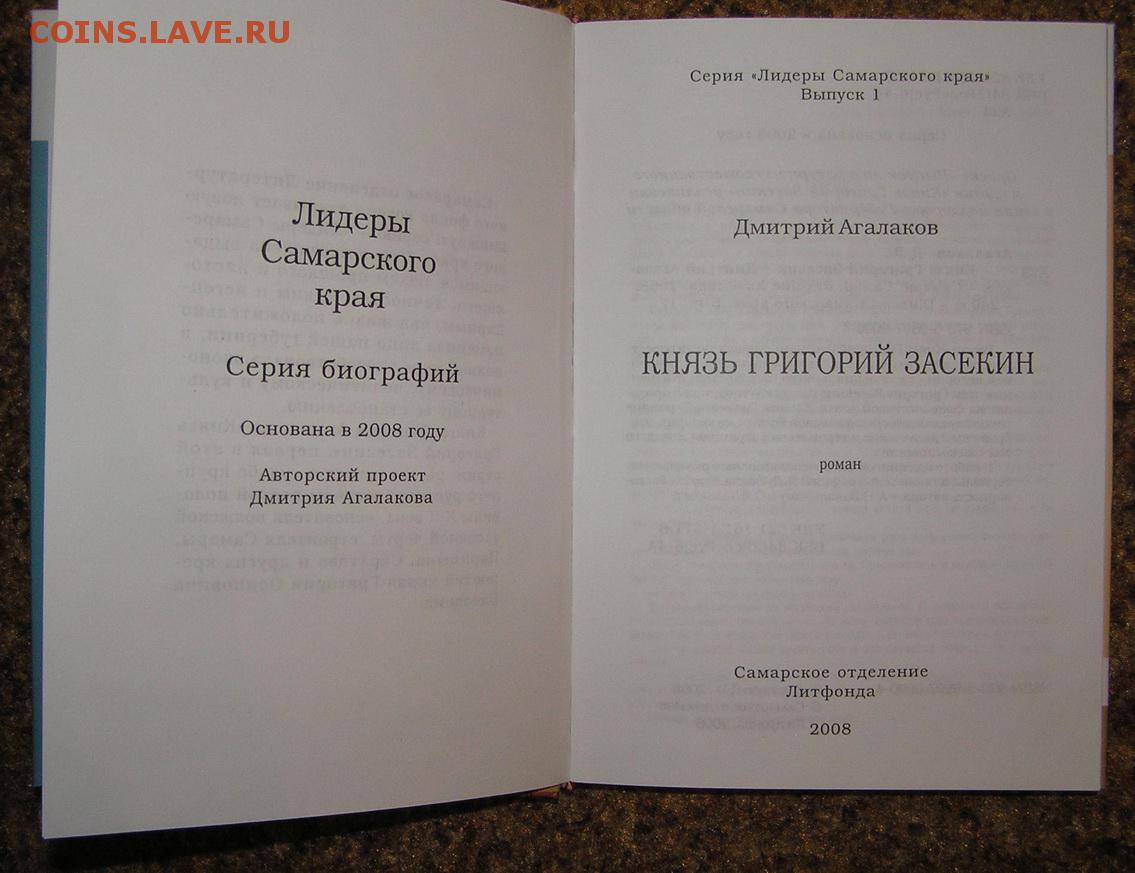 COINS.LAVE.RU
Лидеры
Самарского
края
Серия биографий
Основана в 2008 году
Авторский проект
Дмитрия Агалакова
Серия «Лидеры Самарского края»
Выпуск 1
Дмитрий Агалаков
КНЯЗЬ ГРИГОРИЙ ЗАСЕКИН
роман
Самарское отделение
Литфонда
2008